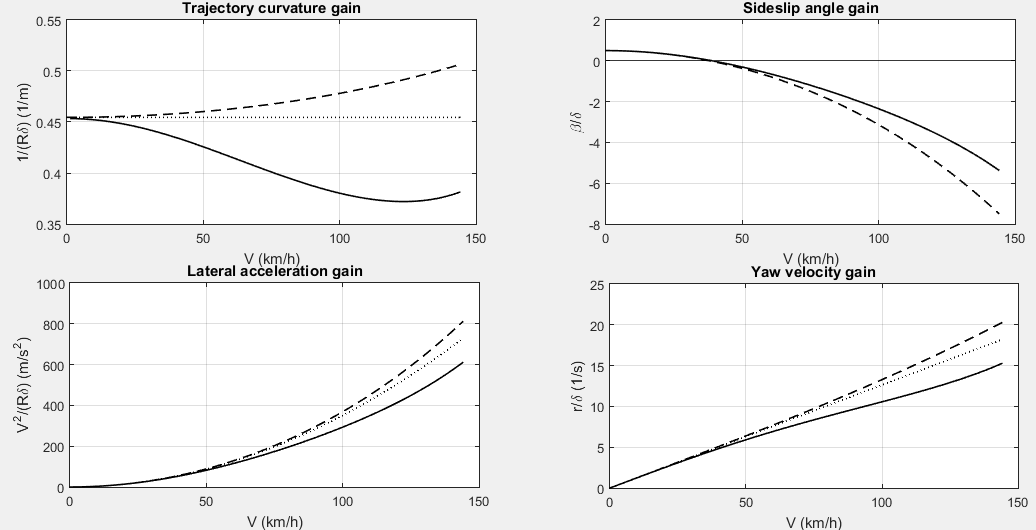 Trajectory curvature gain
0.55
0.5
0.45
0.4
0.35
1/(Rδ) (1/m)
0 50 100 150
V (km/h)
Sideslip angle gain
2
0
-2
-4
-6
-8
β/δ
0 50 100 150
V (km/h)
Lateral acceleration gain
1000
800
600
400
200
0
V²/(Rδ) (m/s²)
0 50 100 150
V (km/h)
Yaw velocity gain
25
20
15
10
5
0
r/δ (1/s)
0 50 100 150
V (km/h)